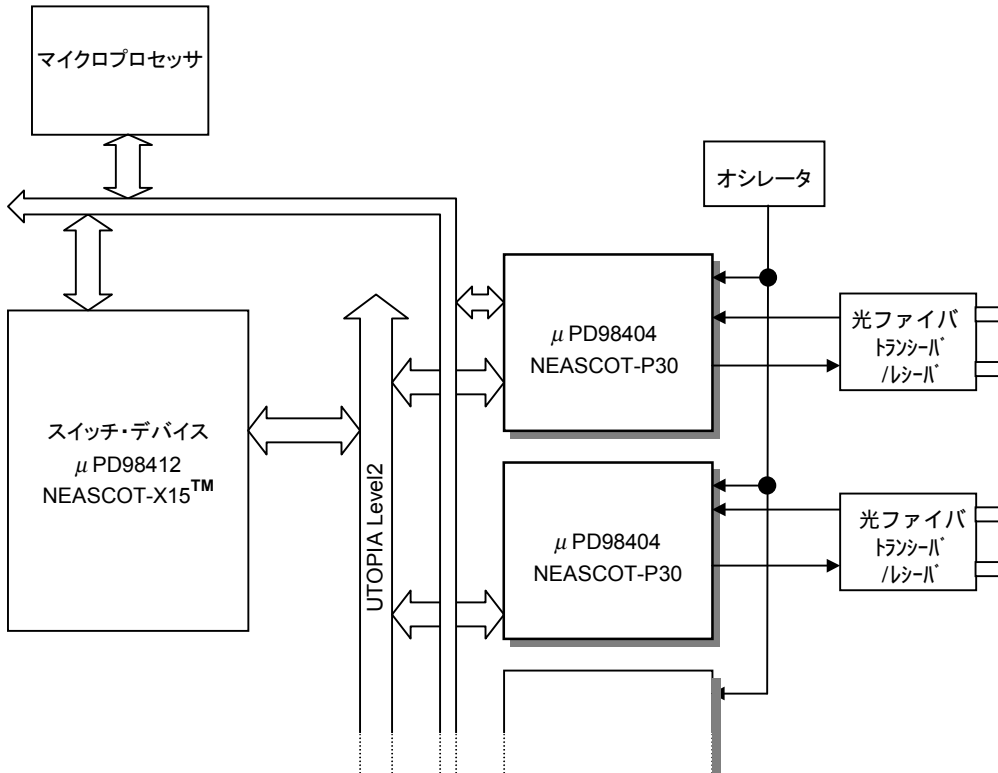 マイクロプロセッサ
オシレータ
μPD98404
NEASCOT-P30
光ファイバ
ﾄﾗﾝｼｰﾊﾞ
/ﾚｼｰﾊﾞ
スイッチ・デバイス
μPD98412
NEASCOT-X15™
UTOPIA Level2
μPD98404
NEASCOT-P30
光ファイバ
ﾄﾗﾝｼｰﾊﾞ
/ﾚｼｰﾊﾞ